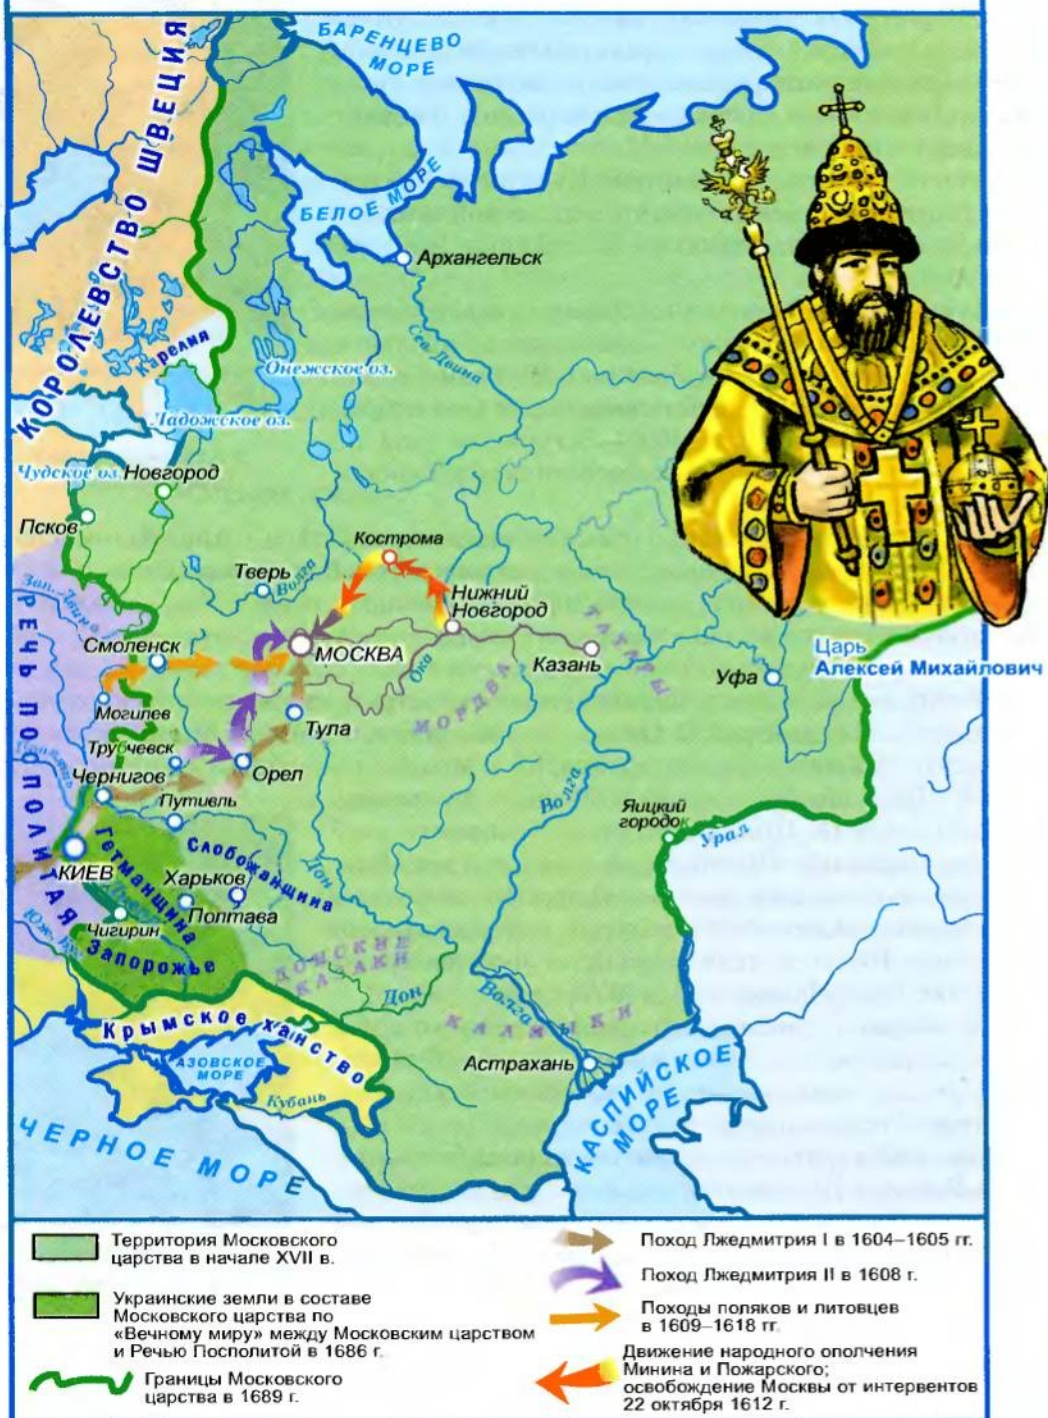 БАРЕНЦЕВО
МОРЕ
КОРОЛЕВСТВО ШВЕЦИЯ
БЕЛОЕ МОРЕ
Архангельск
Сев. Двина
Карелия
Онежское оз.
Ладожское оз.
Чудское оз.
Новгород
Псков
Кострома
Тверь
Волга
Нижний
Новгород
Зап. Двина
РЕЧЬ ПОСПОЛИТАЯ
Смоленск
МОСКВА
Ока
Казань
ТАТАРЫ
МОРДВА
Уфа
Царь
Алексей Михайлович
Могилев
Тула
Трубчевск
Чернигов
Орел
Путивль
Волга
Яицкий
городок
Урал
КИЕВ
Гетманщина
Слобожанщина
Харьков
Полтава
Дон
Чигирин
Запорожье
ДОНСКИЕ
КАЗАКИ
Дон
Волга
КАЛМЫКИ
Крымское ханство
АЗОВСКОЕ
МОРЕ
Кубань
Астрахань
КАСПИЙСКОЕ
МОРЕ
ЧЕРНОЕ МОРЕ
Территория Московского
царства в начале XVII в.
Украинские земли в составе
Московского царства по
«Вечному миру» между Московским царством
и Речью Посполитой в 1686 г.
Границы Московского
царства в 1689 г.
Поход Лжедмитрия I в 1604–1605 гг.
Поход Лжедмитрия II в 1608 г.
Походы поляков и литовцев
в 1609–1618 гг.
Движение народного ополчения
Минина и Пожарского;
освобождение Москвы от интервентов
22 октября 1612 г.